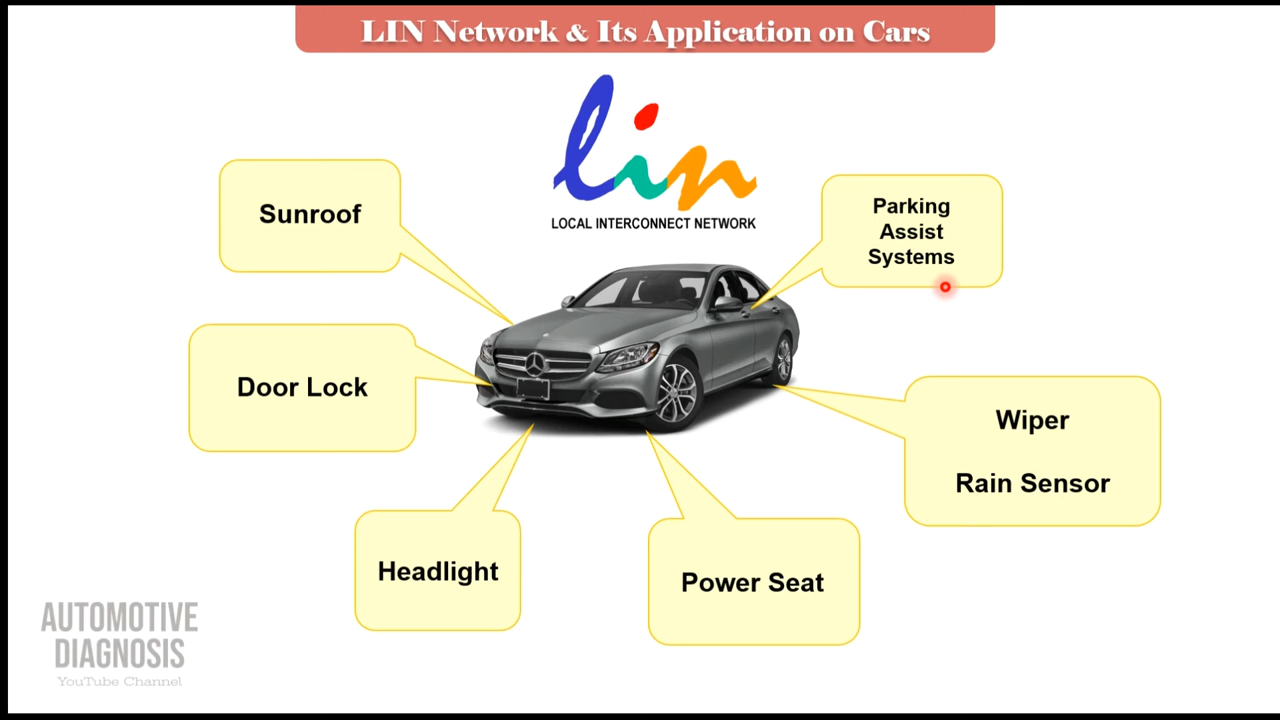 LIN Network & Its Application on Cars
lin
LOCAL INTERCONNECT NETWORK
Sunroof
Parking
Assist
Systems
Door Lock
Wiper
Rain Sensor
Headlight
Power Seat
AUTOMOTIVE
DIAGNOSIS
YouTube Channel